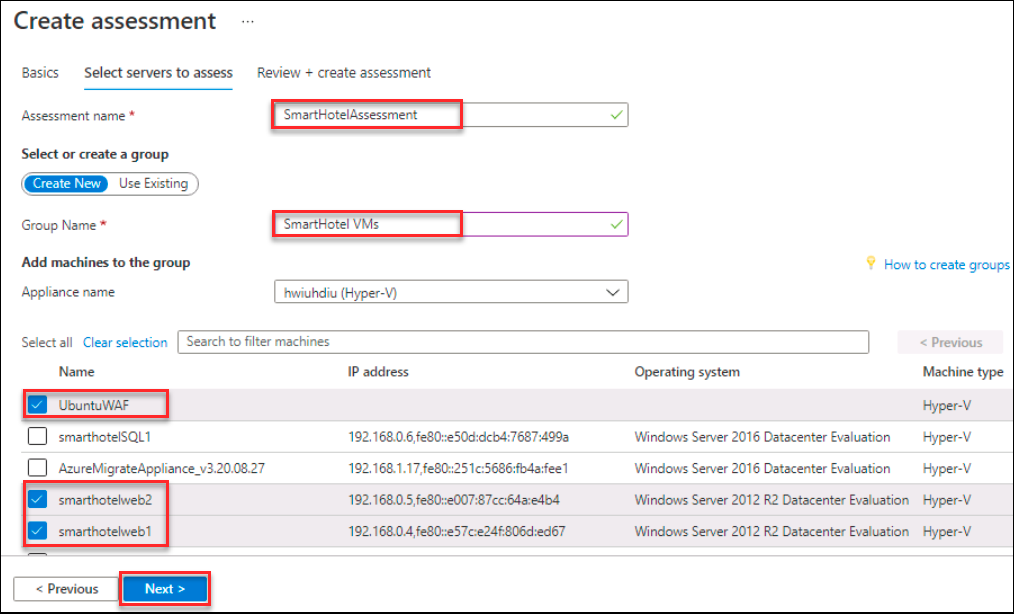 Create assessment ...
Basics Select servers to assess Review + create assessment
Assessment name * SmartHotelAssessment
Select or create a group
Create New Use Existing
Group Name * SmartHotel VMs
Add machines to the group
How to create groups
Appliance name hwiuhdiu (Hyper-V)
Select all Clear selection Search to filter machines < Previous
Name IP address Operating system Machine type
UbuntuWAF Hyper-V
smarthotelSQL1 192.168.0.6,fe80::e50d:dcb4:7687:499a Windows Server 2016 Datacenter Evaluation Hyper-V
AzureMigrateAppliance_v3.20.08.27 192.168.1.17,fe80::251c:5686:fb4a:fee1 Windows Server 2016 Datacenter Evaluation Hyper-V
smarthotelweb2 192.168.0.5,fe80::e007:87cc:64a:e4b4 Windows Server 2012 R2 Datacenter Evaluation Hyper-V
smarthotelweb1 192.168.0.4,fe80::e57c:e24f:806d:ed67 Windows Server 2012 R2 Datacenter Evaluation Hyper-V
< Previous Next >